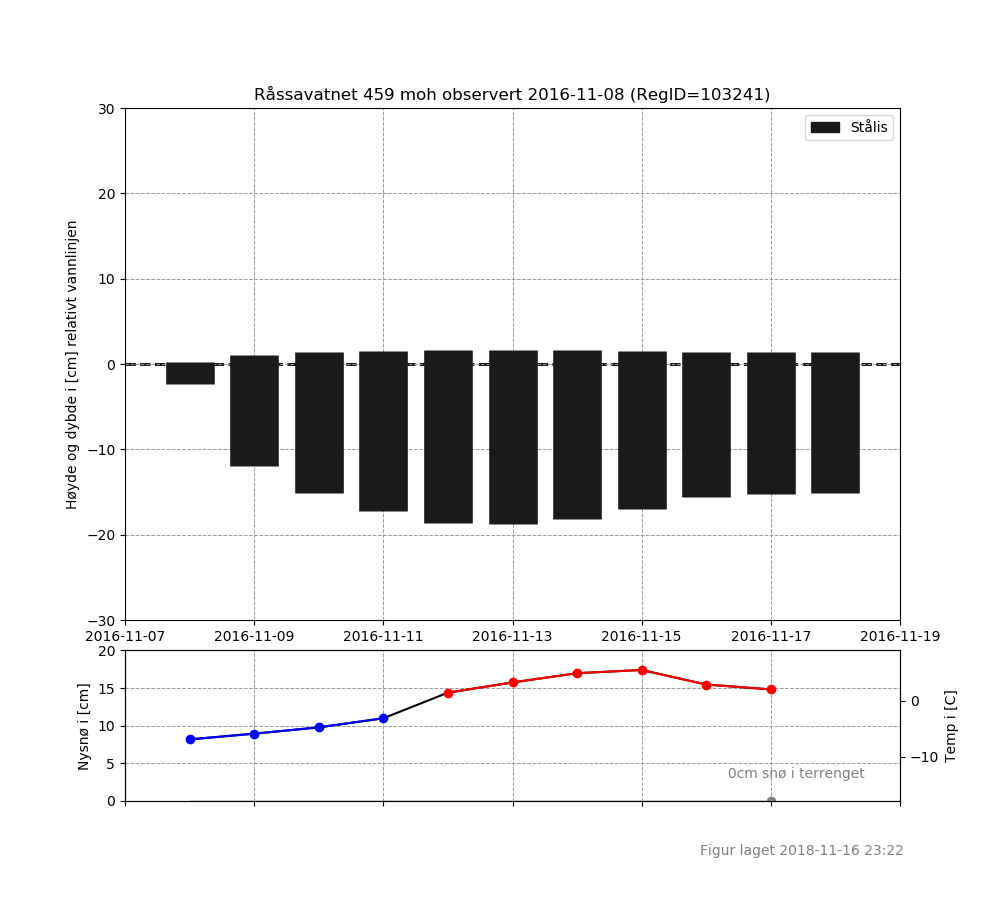 Råssavatnet 459 moh observert 2016-11-08 (RegID=103241)
Stålis
Høyde og dybde i [cm] relativt vannlinjen
30
20
10
0
−10
−20
−30
2016-11-07 2016-11-09 2016-11-11 2016-11-13 2016-11-15 2016-11-17 2016-11-19
Nysnø i [cm]
20
15
10
5
0
0
−10
Temp i [C]
0cm snø i terrenget
Figur laget 2018-11-16 23:22